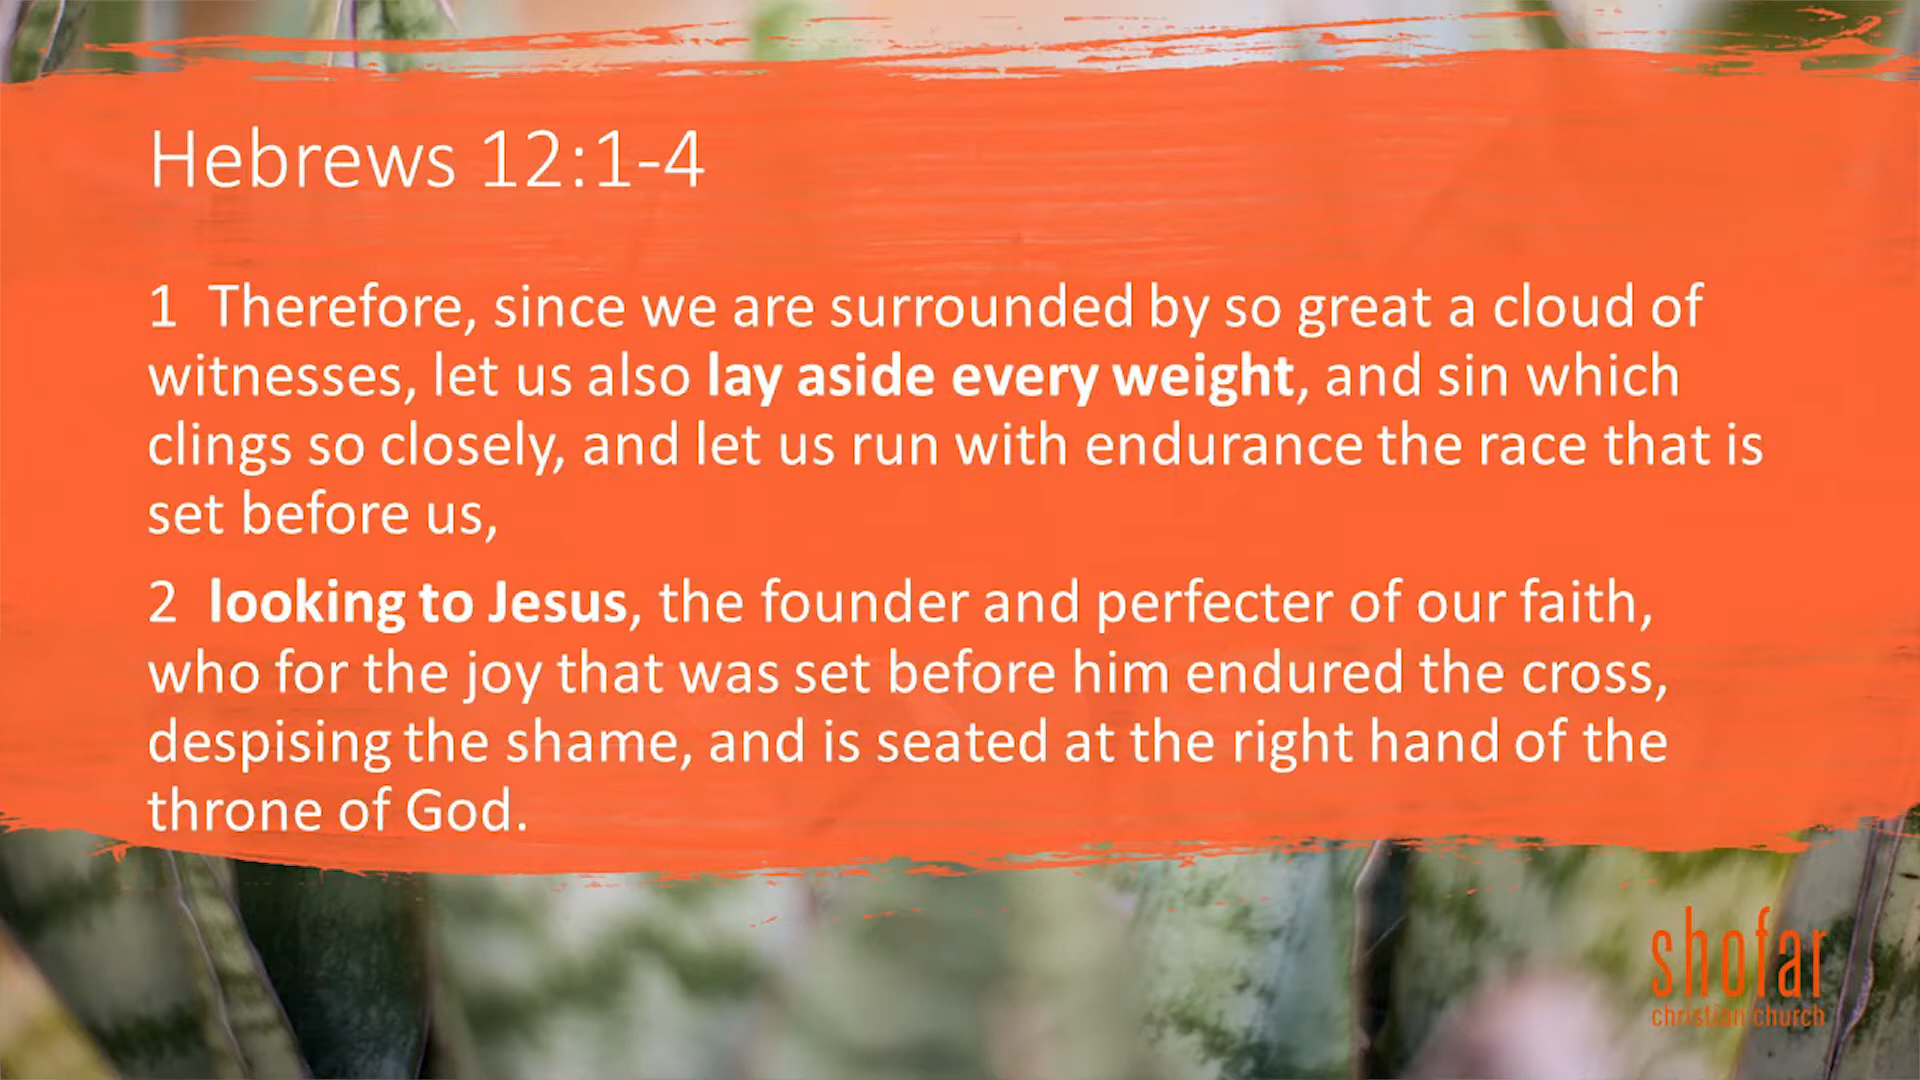 Hebrews 12:1-4
1 Therefore, since we are surrounded by so great a cloud of
witnesses, let us also lay aside every weight, and sin which
clings so closely, and let us run with endurance the race that is
set before us,
2 looking to Jesus, the founder and perfecter of our faith,
who for the joy that was set before him endured the cross,
despising the shame, and is seated at the right hand of the
throne of God.
shofar
christian church